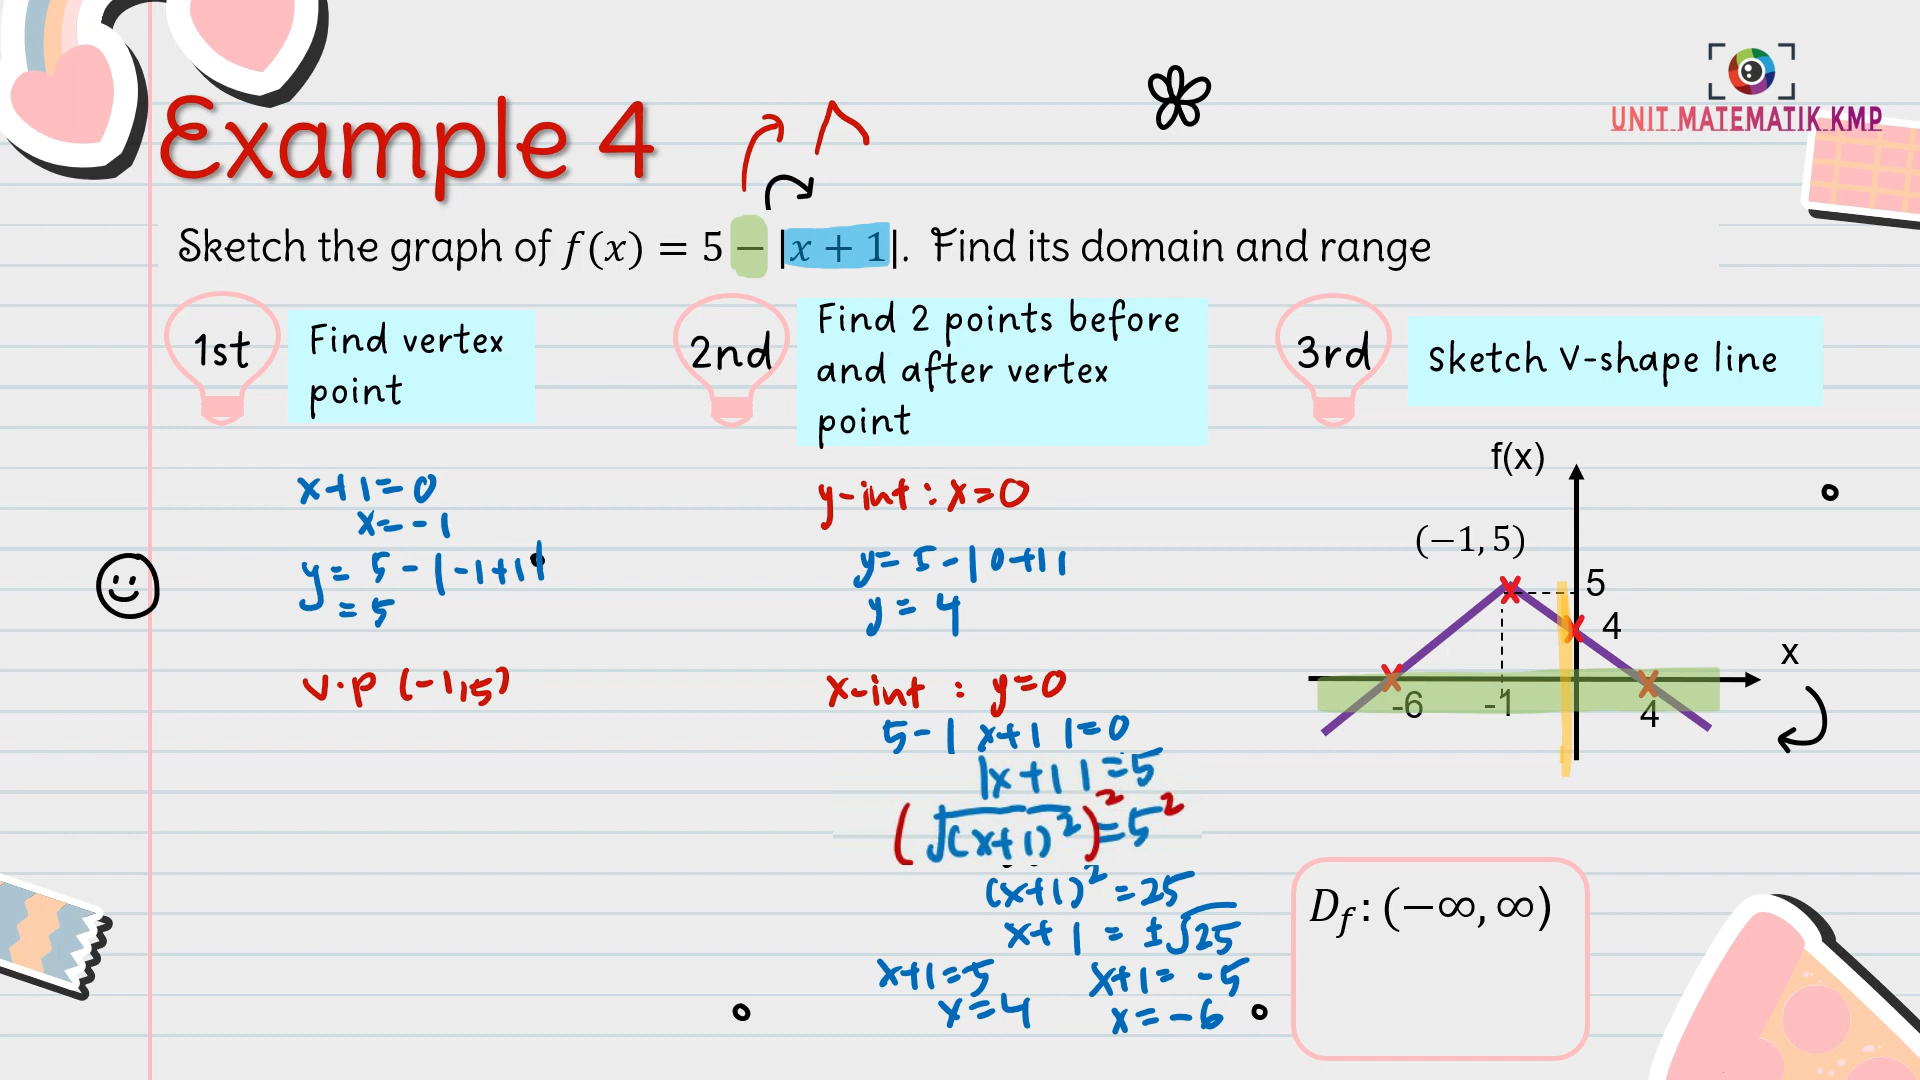 UNIT MATEMATIK KMP
Example 4
Sketch the graph of f(x) = 5 − |x + 1|. Find its domain and range
1st
Find vertex
point
x+1=0
x=-1
y= 5-|-1+1|
=5
v.p (-1,5)
2nd
Find 2 points before
and after vertex
point
y-int : x=0
y= 5-|0+1|
y= 4
x-int : y=0
5-|x+1|=0
|x+1|=5
(√(x+1)²)²=5²
(x+1)²=25
x+1 = ±√25
x+1=5 x+1=-5
x=4 x=-6
3rd
Sketch V-shape line
f(x)
(−1, 5)
5
4
x
-6 -1 4
D_f: (−∞, ∞)